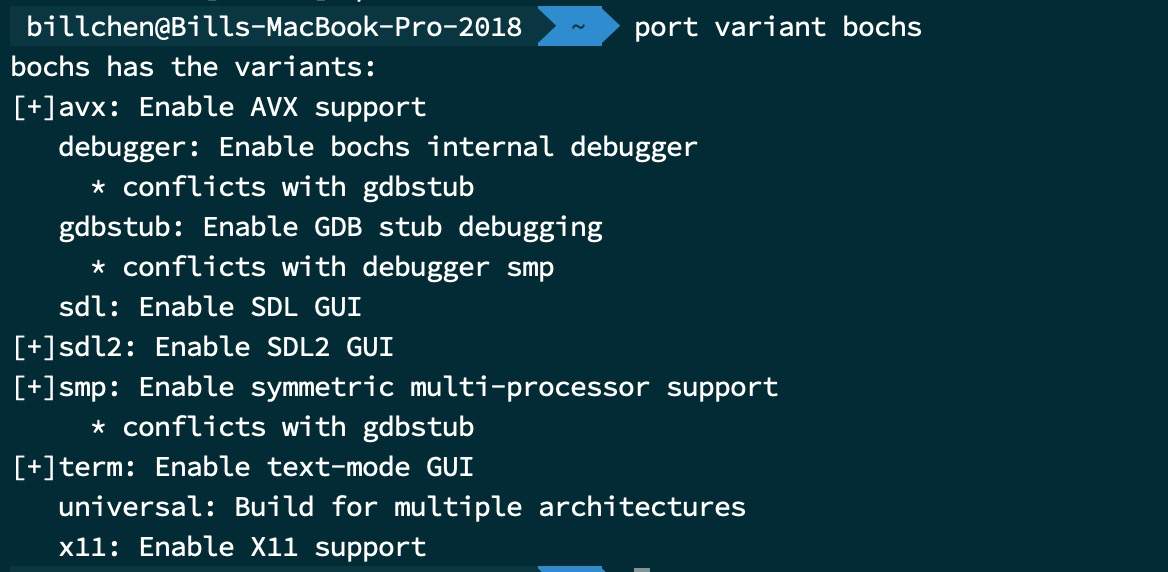 billchen@Bills-MacBook-Pro-2018 ~ port variant bochs
bochs has the variants:
[+]avx: Enable AVX support
   debugger: Enable bochs internal debugger
     * conflicts with gdbstub
   gdbstub: Enable GDB stub debugging
     * conflicts with debugger smp
   sdl: Enable SDL GUI
[+]sdl2: Enable SDL2 GUI
[+]smp: Enable symmetric multi-processor support
     * conflicts with gdbstub
[+]term: Enable text-mode GUI
   universal: Build for multiple architectures
   x11: Enable X11 support